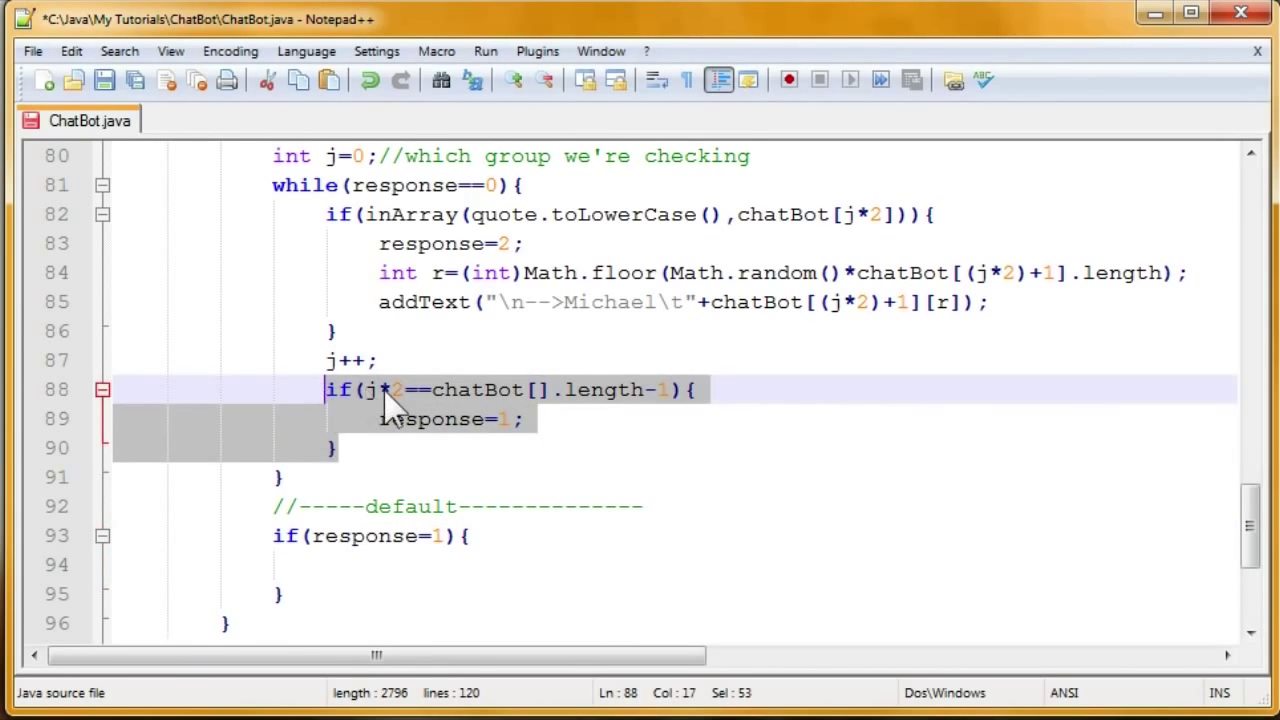 *C:\Java\My Tutorials\ChatBot\ChatBot.java - Notepad++
File Edit Search View Encoding Language Settings Macro Run Plugins Window ? X
ChatBot.java
80 int j=0;//which group we're checking
81 while(response==0){
82 if(inArray(quote.toLowerCase(),chatBot[j*2])){
83 response=2;
84 int r=(int)Math.floor(Math.random()*chatBot[(j*2)+1].length);
85 addText("\n-->Michael\t"+chatBot[(j*2)+1][r]);
86 }
87 j++;
88 if(j*2==chatBot[].length-1){
89 response=1;
90 }
91 }
92 //-----default--------------
93 if(response=1){
94
95 }
96 }
Java source file length : 2796 lines : 120 Ln : 88 Col : 17 Sel : 53 Dos\Windows ANSI INS